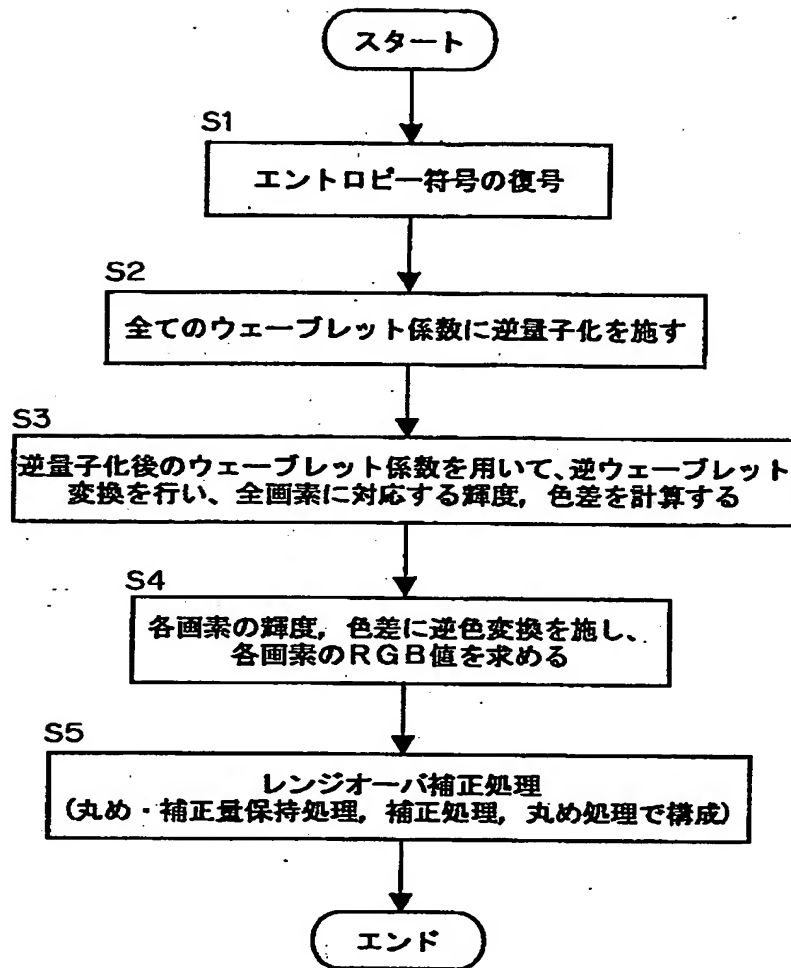 スタート
S1
エントロピー符号の復号
S2
全てのウェーブレット係数に逆量子化を施す
S3
逆量子化後のウェーブレット係数を用いて、逆ウェーブレット
変換を行い、全画素に対応する輝度，色差を計算する
S4
各画素の輝度，色差に逆色変換を施し、
各画素のRGB値を求める
S5
レンジオーバ補正処理
(丸め・補正量保持処理，補正処理，丸め処理で構成)
エンド